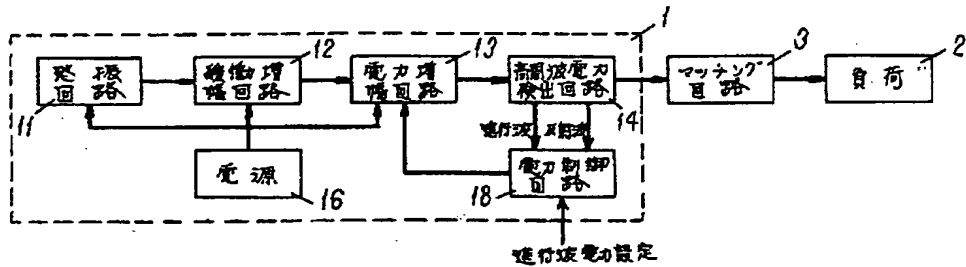 1
12
13
3
2
発振
回路
11
緩衝増
幅回路
電力増
幅回路
高周波電力
検出回路
14
マッチング
回路
負荷
進行波
反射波
電源
16
電力制御
回路
18
進行波電力設定